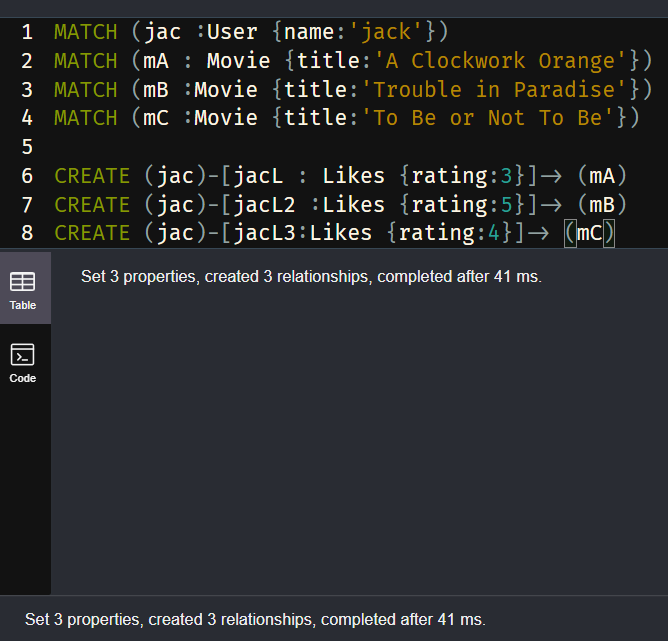 1 MATCH (jac :User {name:'jack'})
2 MATCH (mA : Movie {title:'A Clockwork Orange'})
3 MATCH (mB :Movie {title:'Trouble in Paradise'})
4 MATCH (mC :Movie {title:'To Be or Not To Be'})
5
6 CREATE (jac)-[jacL : Likes {rating:3}]→ (mA)
7 CREATE (jac)-[jacL2 :Likes {rating:5}]→ (mB)
8 CREATE (jac)-[jacL3:Likes {rating:4}]→ (mC)
Set 3 properties, created 3 relationships, completed after 41 ms.
Table
Code
Set 3 properties, created 3 relationships, completed after 41 ms.